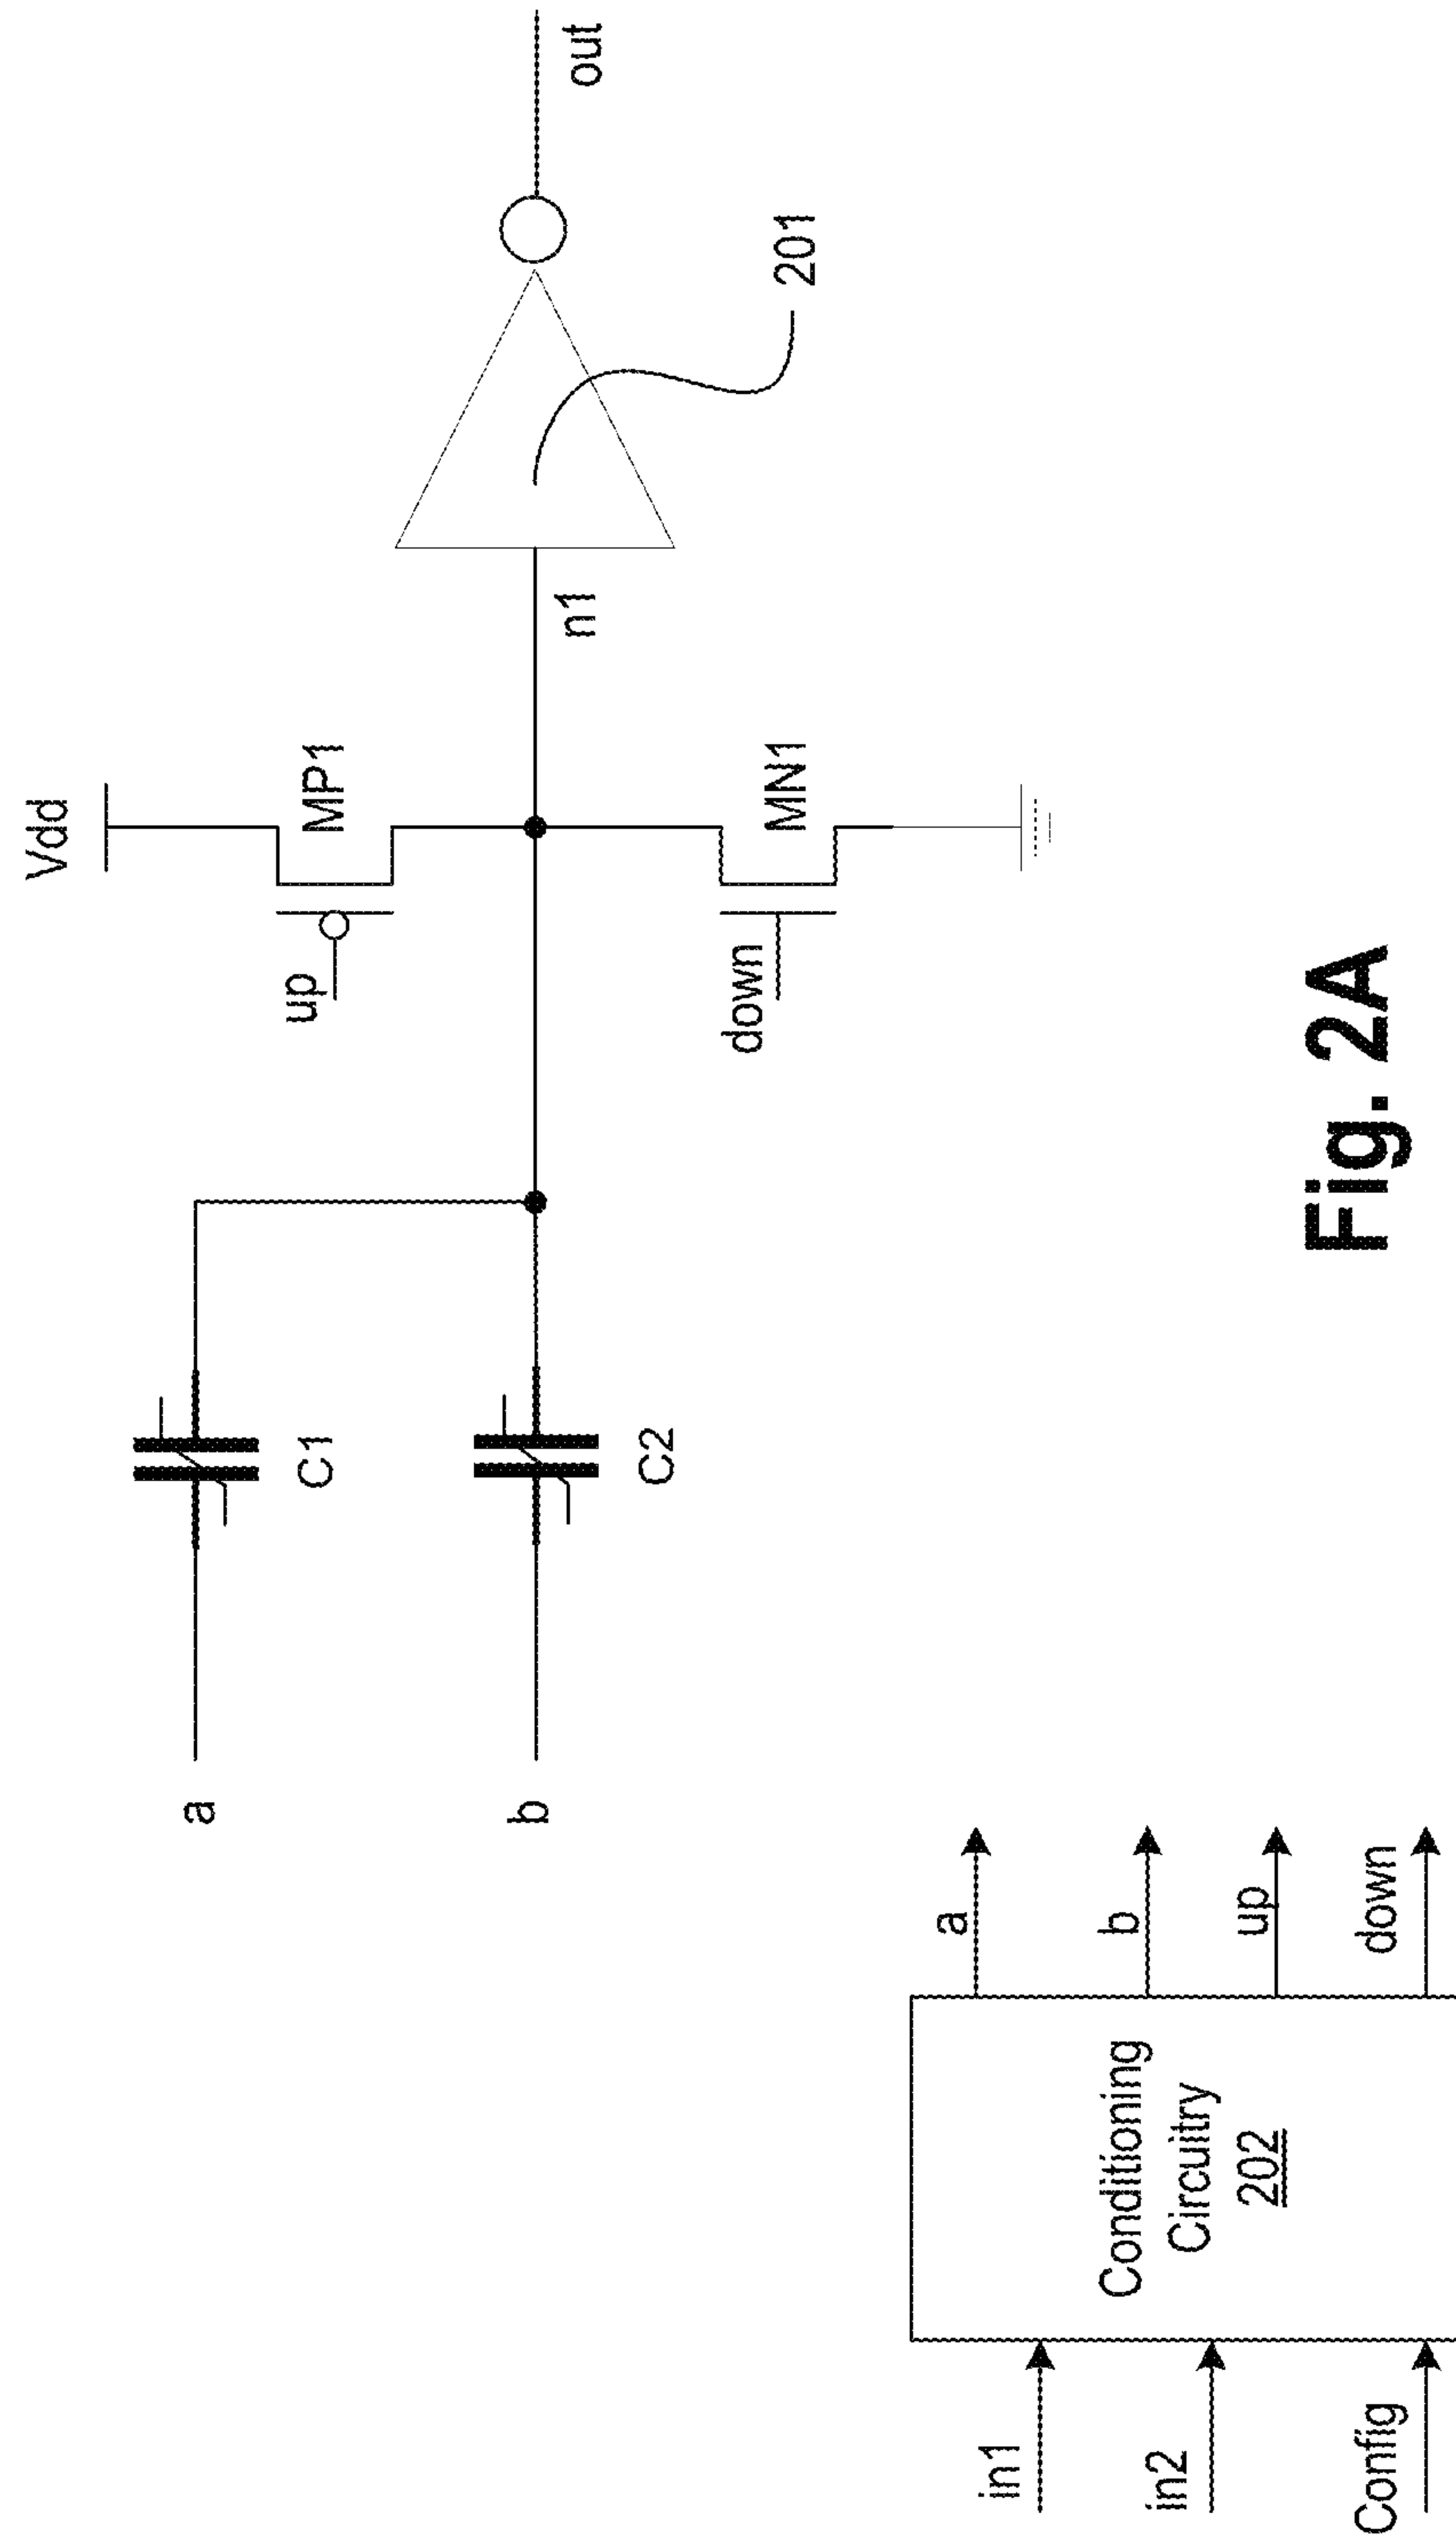 Vdd
up
MP1
a
C1
b
C2
n1
out
201
down
MN1
in1
in2
Config
Conditioning
Circuitry
202
a
b
up
down
Fig. 2A